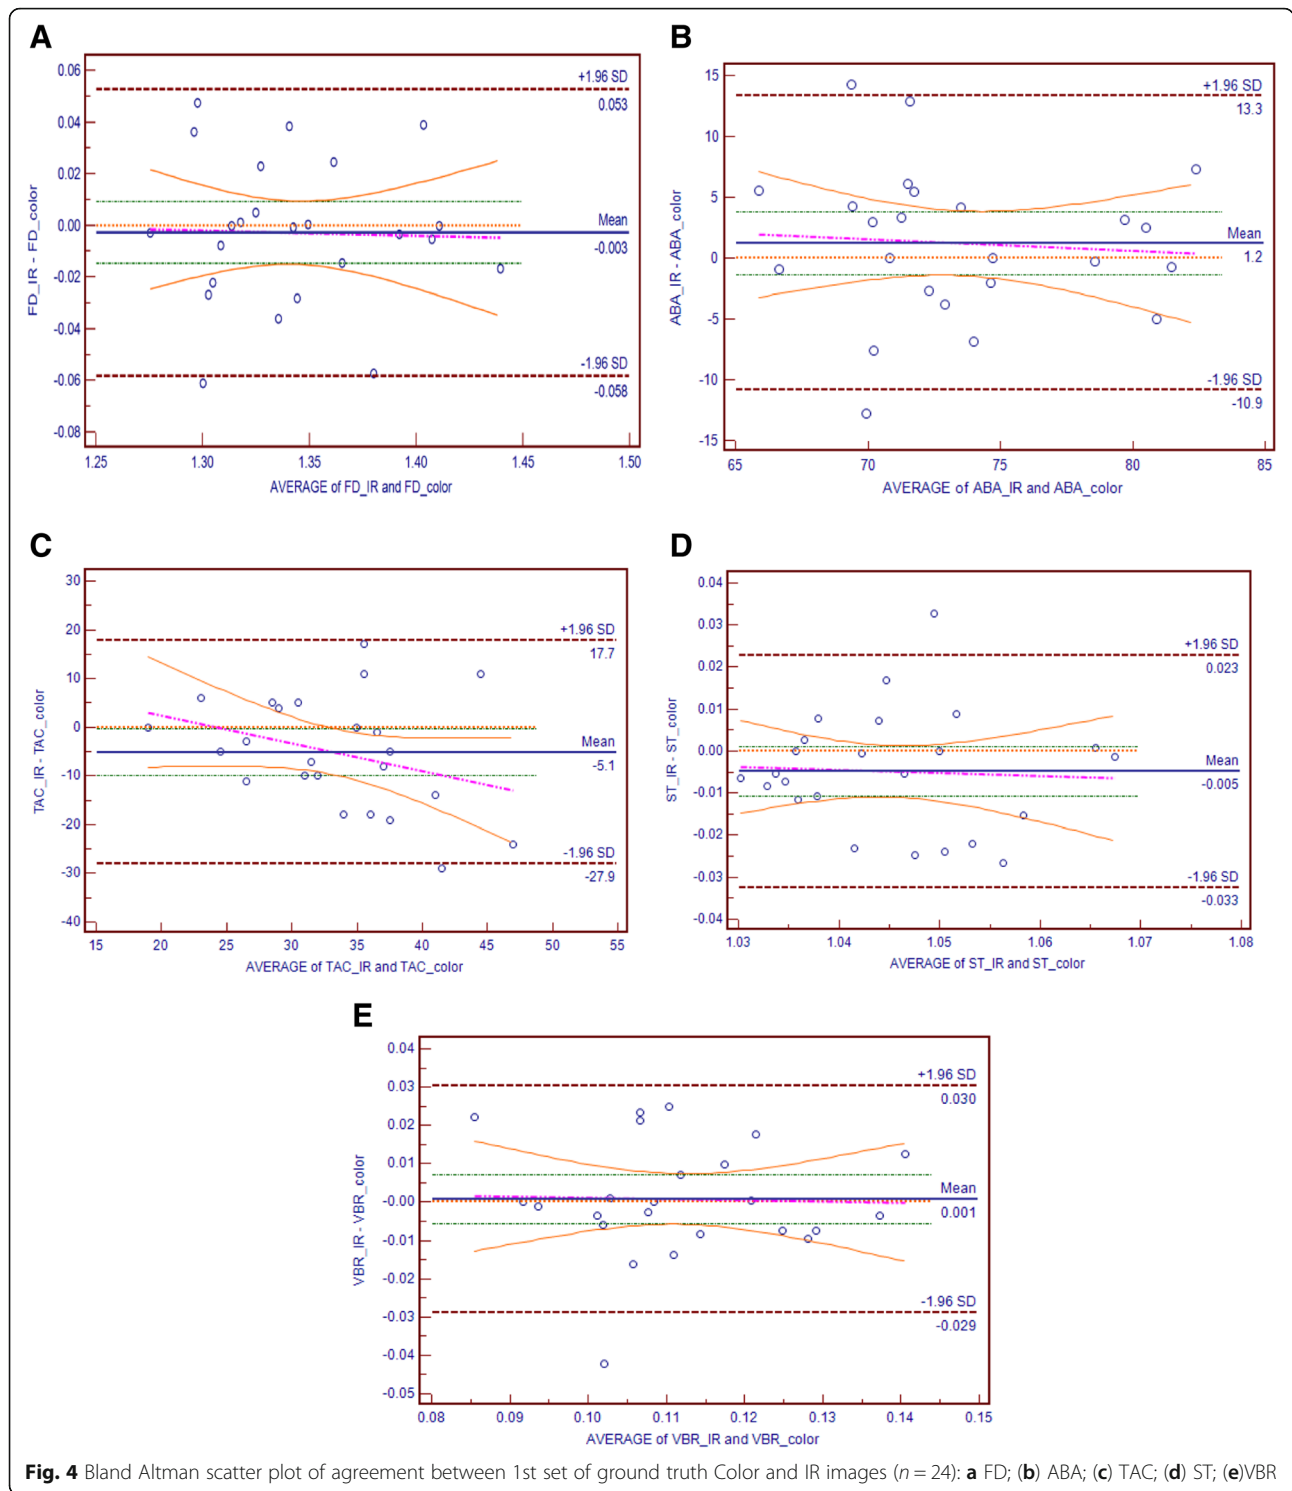 A
0.06
0.04
0.02
0.00
-0.02
-0.04
-0.06
-0.08
FD_IR - FD_color
+1.96 SD
0.053
Mean
-0.003
-1.96 SD
-0.058
1.25 1.30 1.35 1.40 1.45 1.50
AVERAGE of FD_IR and FD_color
B
15
10
5
0
-5
-10
-15
ABA_IR - ABA_color
+1.96 SD
13.3
Mean
1.2
-1.96 SD
-10.9
65 70 75 80 85
AVERAGE of ABA_IR and ABA_color
C
30
20
10
0
-10
-20
-30
-40
TAC_IR - TAC_color
+1.96 SD
17.7
Mean
-5.1
-1.96 SD
-27.9
15 20 25 30 35 40 45 50 55
AVERAGE of TAC_IR and TAC_color
D
0.04
0.03
0.02
0.01
0.00
-0.01
-0.02
-0.03
-0.04
ST_IR - ST_color
+1.96 SD
0.023
Mean
-0.005
-1.96 SD
-0.033
1.03 1.04 1.05 1.06 1.07 1.08
AVERAGE of ST_IR and ST_color
E
0.04
0.03
0.02
0.01
-0.00
-0.01
-0.02
-0.03
-0.04
-0.05
VBR_IR - VBR_color
+1.96 SD
0.030
Mean
0.001
-1.96 SD
-0.029
0.08 0.09 0.10 0.11 0.12 0.13 0.14 0.15
AVERAGE of VBR_IR and VBR_color
Fig. 4 Bland Altman scatter plot of agreement between 1st set of ground truth Color and IR images (n = 24): a FD; (b) ABA; (c) TAC; (d) ST; (e)VBR